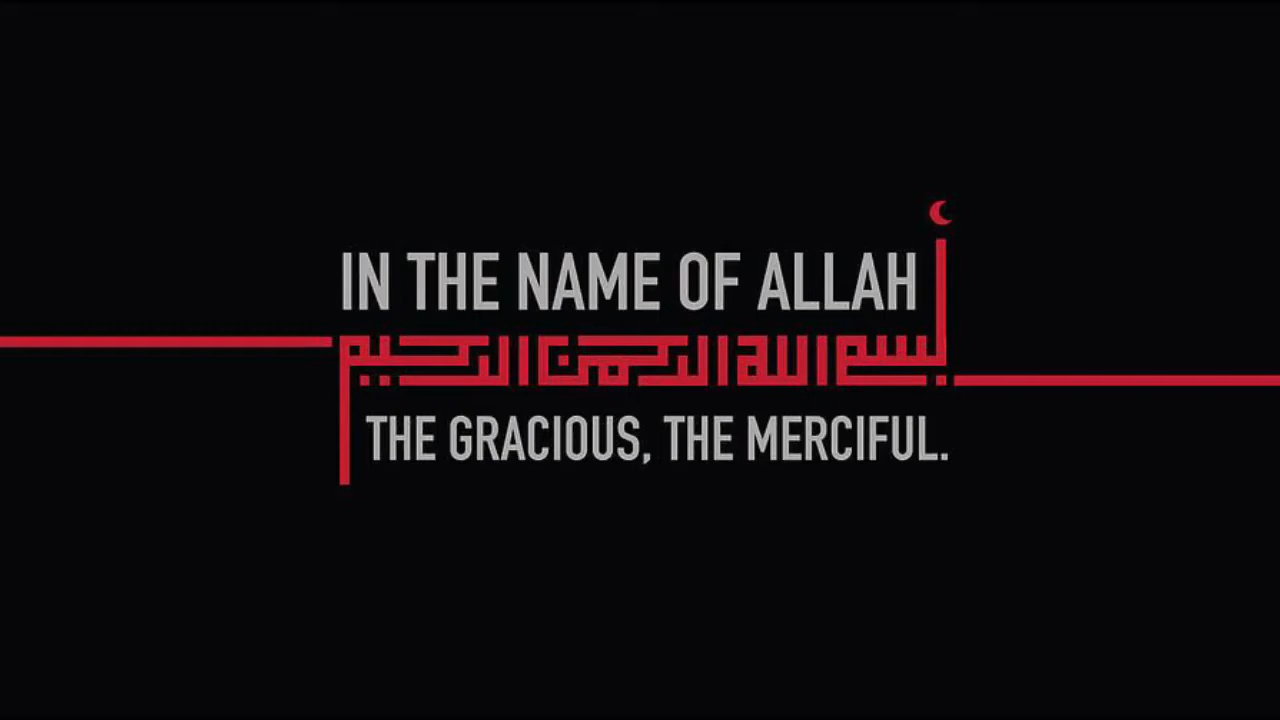 IN THE NAME OF ALLAH
بسم الله الرحمن الرحيم
THE GRACIOUS, THE MERCIFUL.